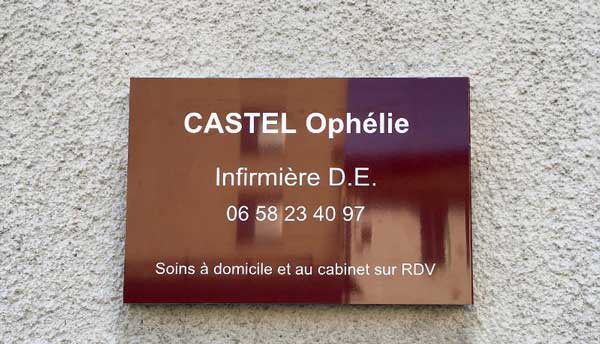 CASTEL Ophélie
Infirmière D.E.
06 58 23 40 97
Soins à domicile et au cabinet sur RDV